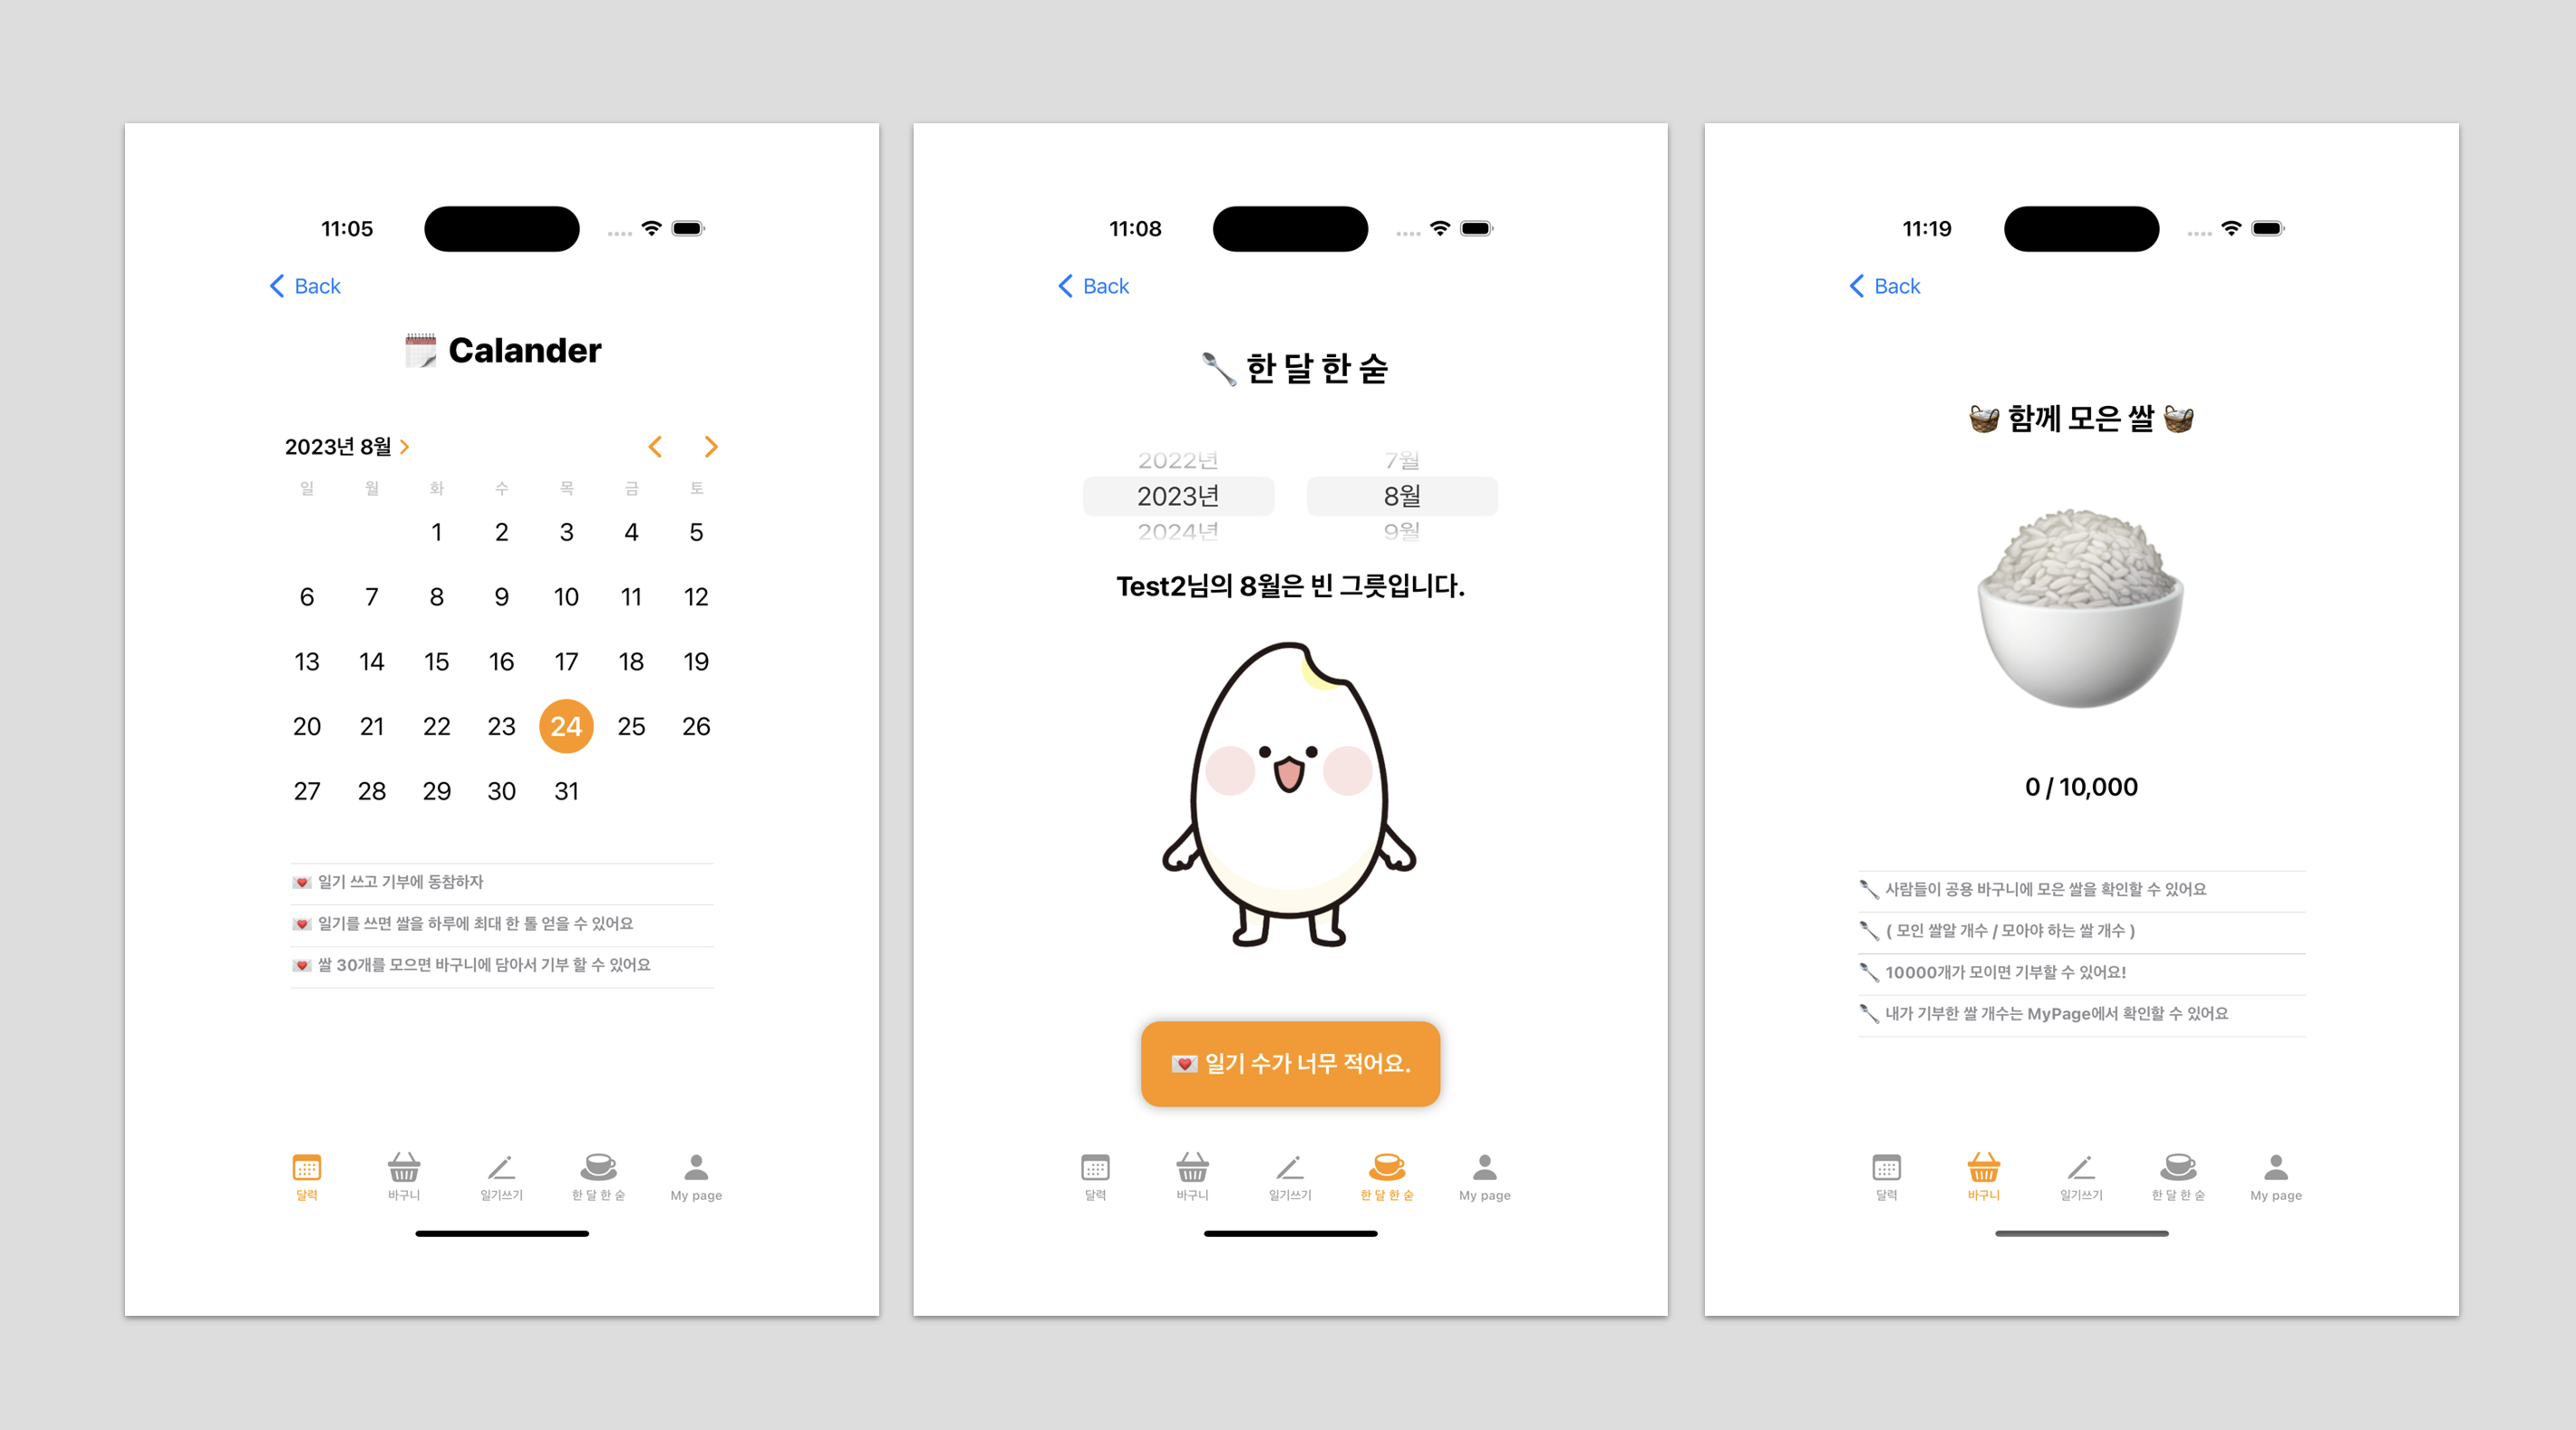 11:05
Back
Calander
2023년 8월
일 월 화 수 목 금 토
1 2 3 4 5
6 7 8 9 10 11 12
13 14 15 16 17 18 19
20 21 22 23 24 25 26
27 28 29 30 31
일기 쓰고 기부에 동참하자
일기를 쓰면 쌀을 하루에 최대 한 톨 얻을 수 있어요
쌀 30개를 모으면 바구니에 담아서 기부 할 수 있어요
달력 바구니 일기쓰기 한 달 한 숟 My page
11:08
Back
한 달 한 숟
2022년 7월
2023년 8월
2024년 9월
Test2님의 8월은 빈 그릇입니다.
일기 수가 너무 적어요.
달력 바구니 일기쓰기 한 달 한 숟 My page
11:19
Back
함께 모은 쌀
0 / 10,000
사람들이 공용 바구니에 모은 쌀을 확인할 수 있어요
( 모인 쌀알 개수 / 모아야 하는 쌀 개수 )
10000개가 모이면 기부할 수 있어요!
내가 기부한 쌀 개수는 MyPage에서 확인할 수 있어요
달력 바구니 일기쓰기 한 달 한 숟 My page